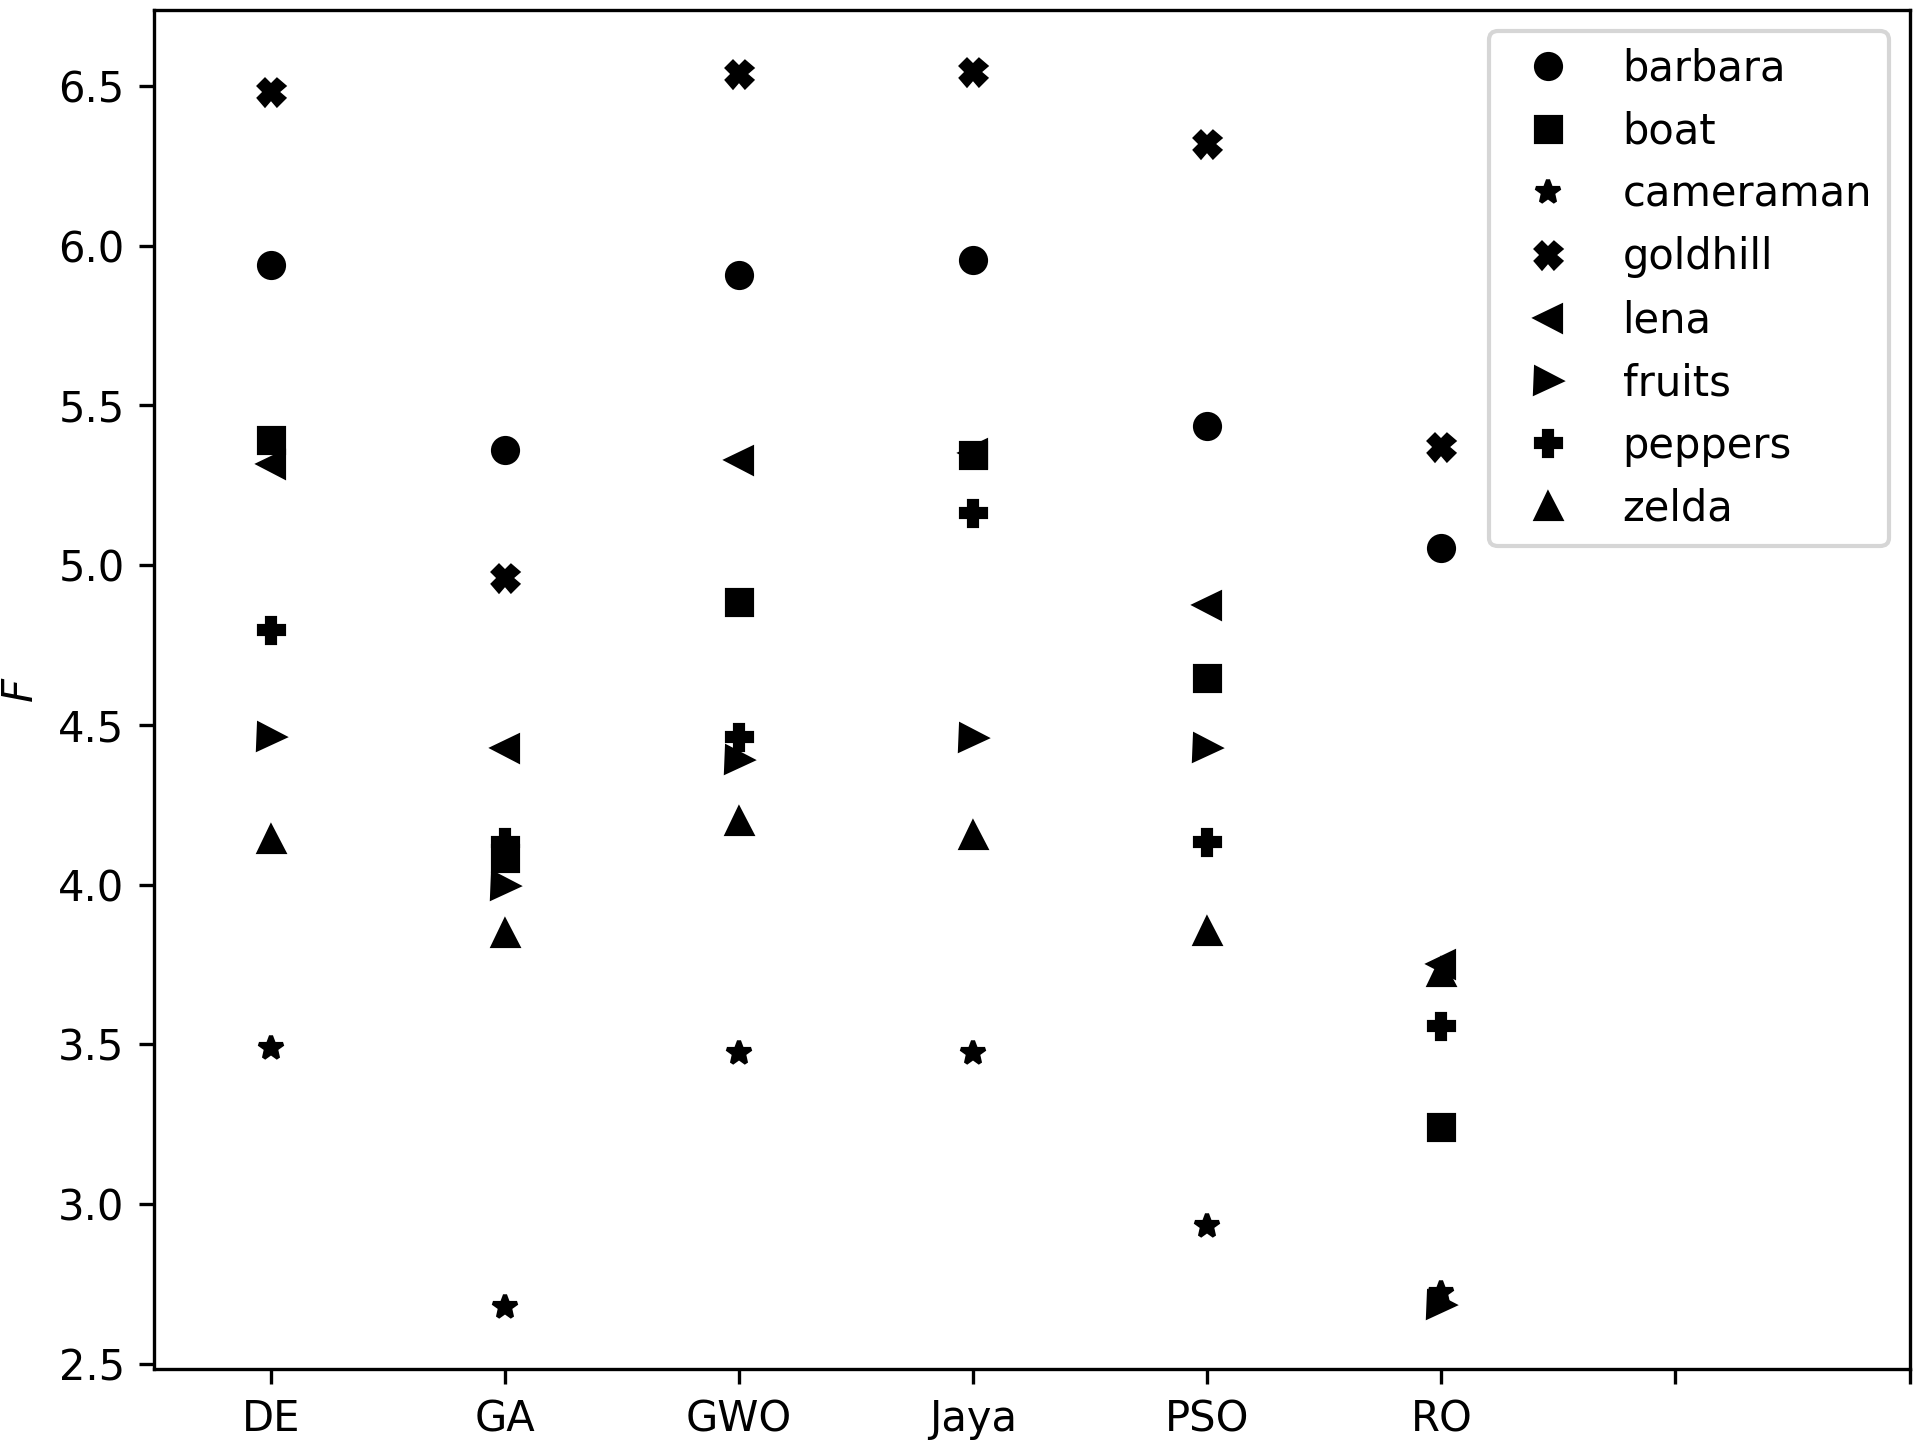 6.5
6.0
5.5
5.0
4.5
4.0
3.5
3.0
2.5
F
DE GA GWO Jaya PSO RO
barbara
boat
cameraman
goldhill
lena
fruits
peppers
zelda